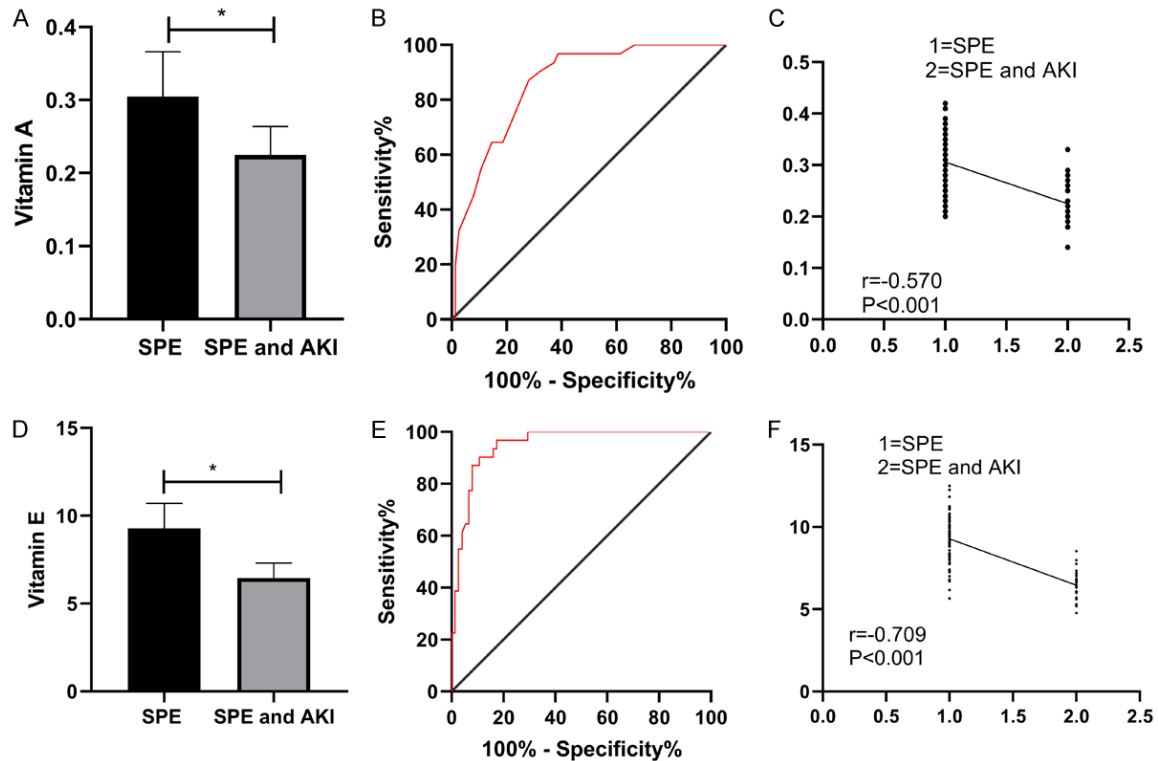 A
Vitamin A
0.4
0.3
0.2
0.1
0.0
*
SPE
SPE and AKI
B
Sensitivity%
100
80
60
40
20
0
0
20
40
60
80
100
100% - Specificity%
C
1=SPE
2=SPE and AKI
0.5
0.4
0.3
0.2
0.1
0.0
r=-0.570
P<0.001
0.0
0.5
1.0
1.5
2.0
2.5
D
Vitamin E
15
10
5
0
*
SPE
SPE and AKI
E
Sensitivity%
100
80
60
40
20
0
0
20
40
60
80
100
100% - Specificity%
F
1=SPE
2=SPE and AKI
15
10
5
0
r=-0.709
P<0.001
0.0
0.5
1.0
1.5
2.0
2.5